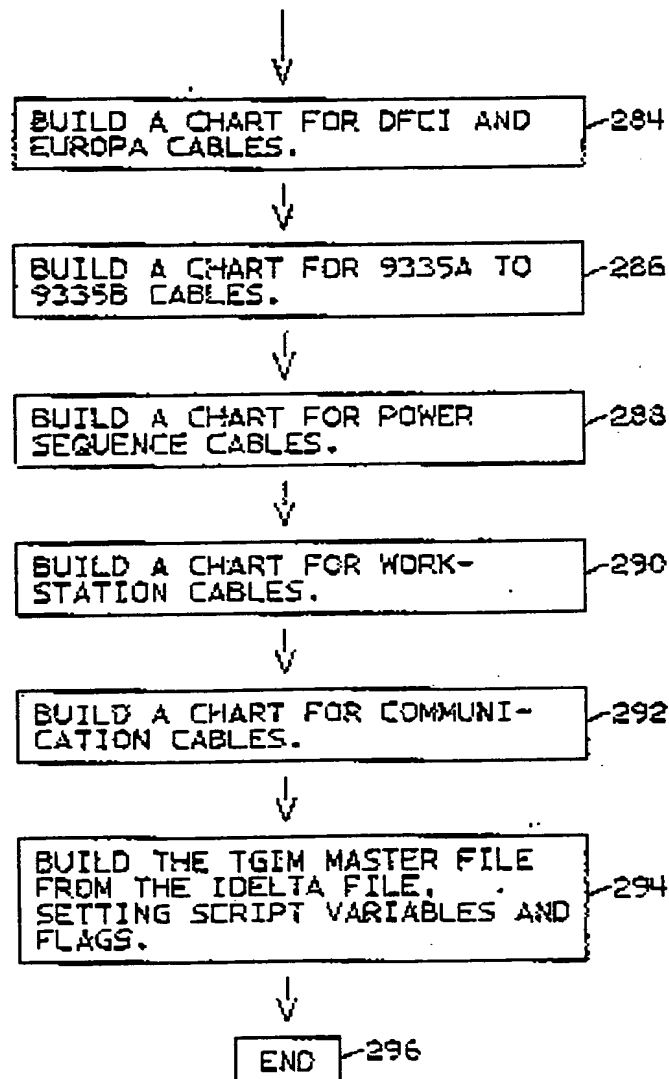 BUILD A CHART FOR DFCI AND
EUROPA CABLES.
284
BUILD A CHART FOR 9335A TO
9335B CABLES.
286
BUILD A CHART FOR POWER
SEQUENCE CABLES.
288
BUILD A CHART FOR WORK-
STATION CABLES.
290
BUILD A CHART FOR COMMUNI-
CATION CABLES.
292
BUILD THE TGIM MASTER FILE
FROM THE IDELTA FILE,
SETTING SCRIPT VARIABLES AND
FLAGS.
294
END
296